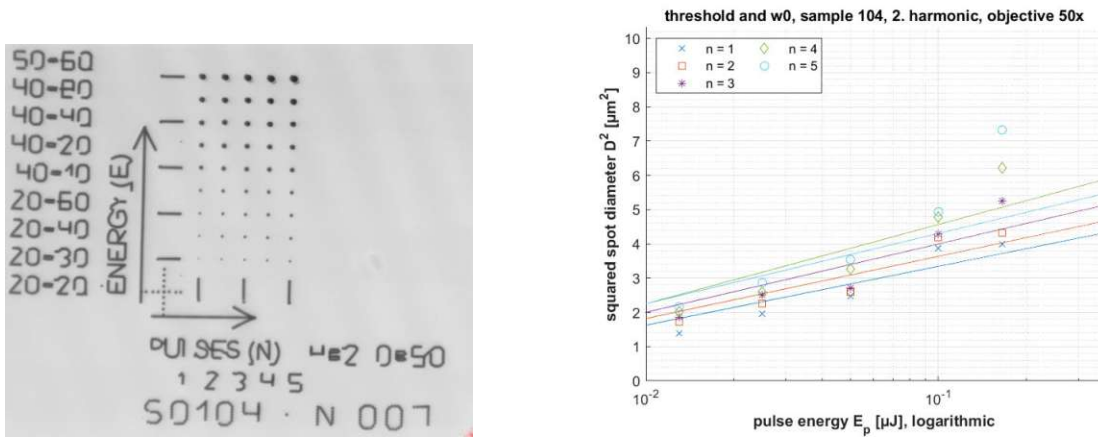 50-60
40-80
40-40
40-20
40-10
20-60
20-40
20-30
20-20
ENERGY (E)
PULSES (N) H=2 O=50
1 2 3 4 5
S0104 · N 007
threshold and w0, sample 104, 2. harmonic, objective 50x
squared spot diameter D² [µm²]
10
9
8
7
6
5
4
3
2
1
0
n = 1
n = 2
n = 3
n = 4
n = 5
10⁻²
10⁻¹
pulse energy Eₚ [µJ], logarithmic